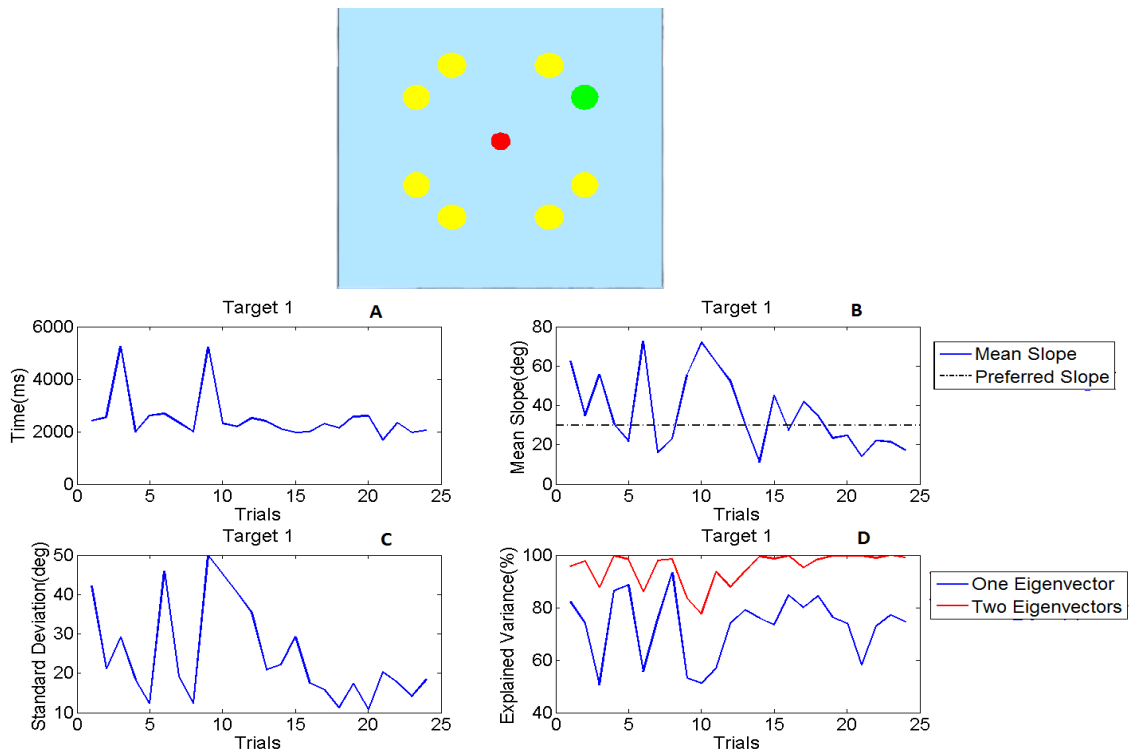 Target 1 A
6000
4000
2000
0
Time(ms)
0 5 10 15 20 25
Trials
Target 1 B
80
60
40
20
0
Mean Slope(deg)
0 5 10 15 20 25
Trials
Mean Slope
Preferred Slope
Target 1 C
50
40
30
20
10
Standard Deviation(deg)
0 5 10 15 20 25
Trials
Target 1 D
100
80
60
40
Explained Variance(%)
0 5 10 15 20 25
Trials
One Eigenvector
Two Eigenvectors